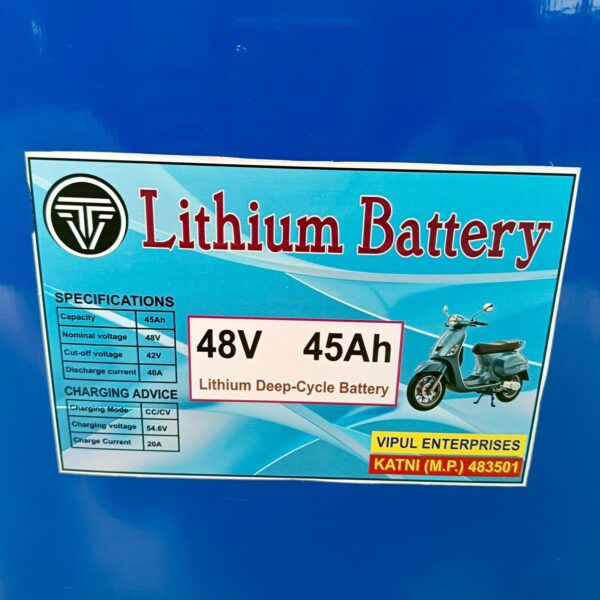 Lithium Battery
SPECIFICATIONS
Capacity 45Ah
Nominal voltage 48V
Cut-off voltage 42V
Discharge current 40A
CHARGING ADVICE
Charging Mode CC/CV
Charging voltage 54.6V
Charge Current 20A
48V 45Ah
Lithium Deep-Cycle Battery
VIPUL ENTERPRISES
KATNI (M.P.) 483501